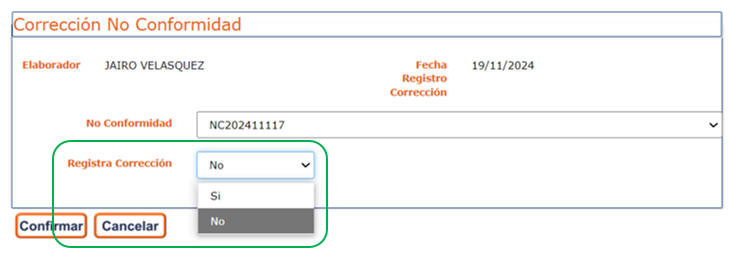 Corrección No Conformidad
Elaborador JAIRO VELASQUEZ Fecha Registro Corrección 19/11/2024
No Conformidad NC202411117
Registra Corrección No
Si
No
Confirmar Cancelar